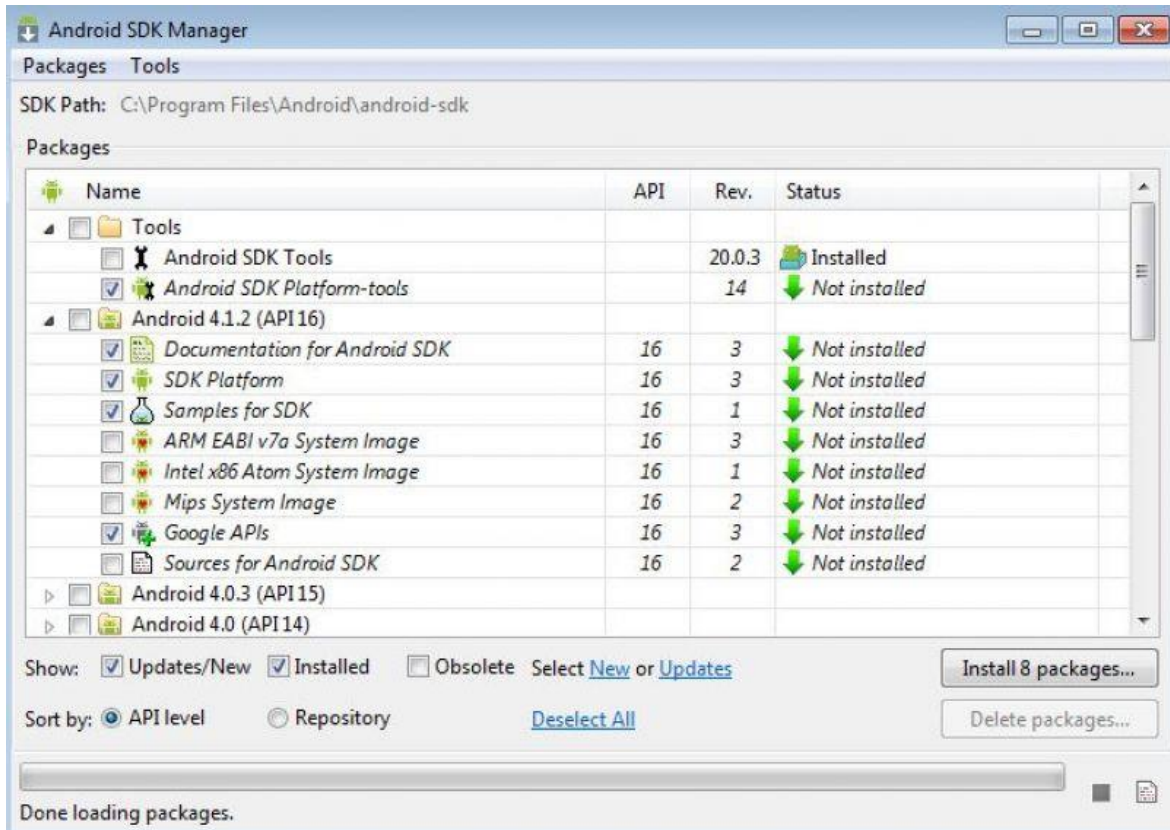 Android SDK Manager
Packages Tools
SDK Path: C:\Program Files\Android\android-sdk
Packages
Name API Rev. Status
Tools
Android SDK Tools 20.0.3 Installed
Android SDK Platform-tools 14 Not installed
Android 4.1.2 (API 16)
Documentation for Android SDK 16 3 Not installed
SDK Platform 16 3 Not installed
Samples for SDK 16 1 Not installed
ARM EABI v7a System Image 16 3 Not installed
Intel x86 Atom System Image 16 1 Not installed
Mips System Image 16 2 Not installed
Google APIs 16 3 Not installed
Sources for Android SDK 16 2 Not installed
Android 4.0.3 (API 15)
Android 4.0 (API 14)
Show: Updates/New Installed Obsolete Select New or Updates Install 8 packages...
Sort by: API level Repository Deselect All Delete packages...
Done loading packages.